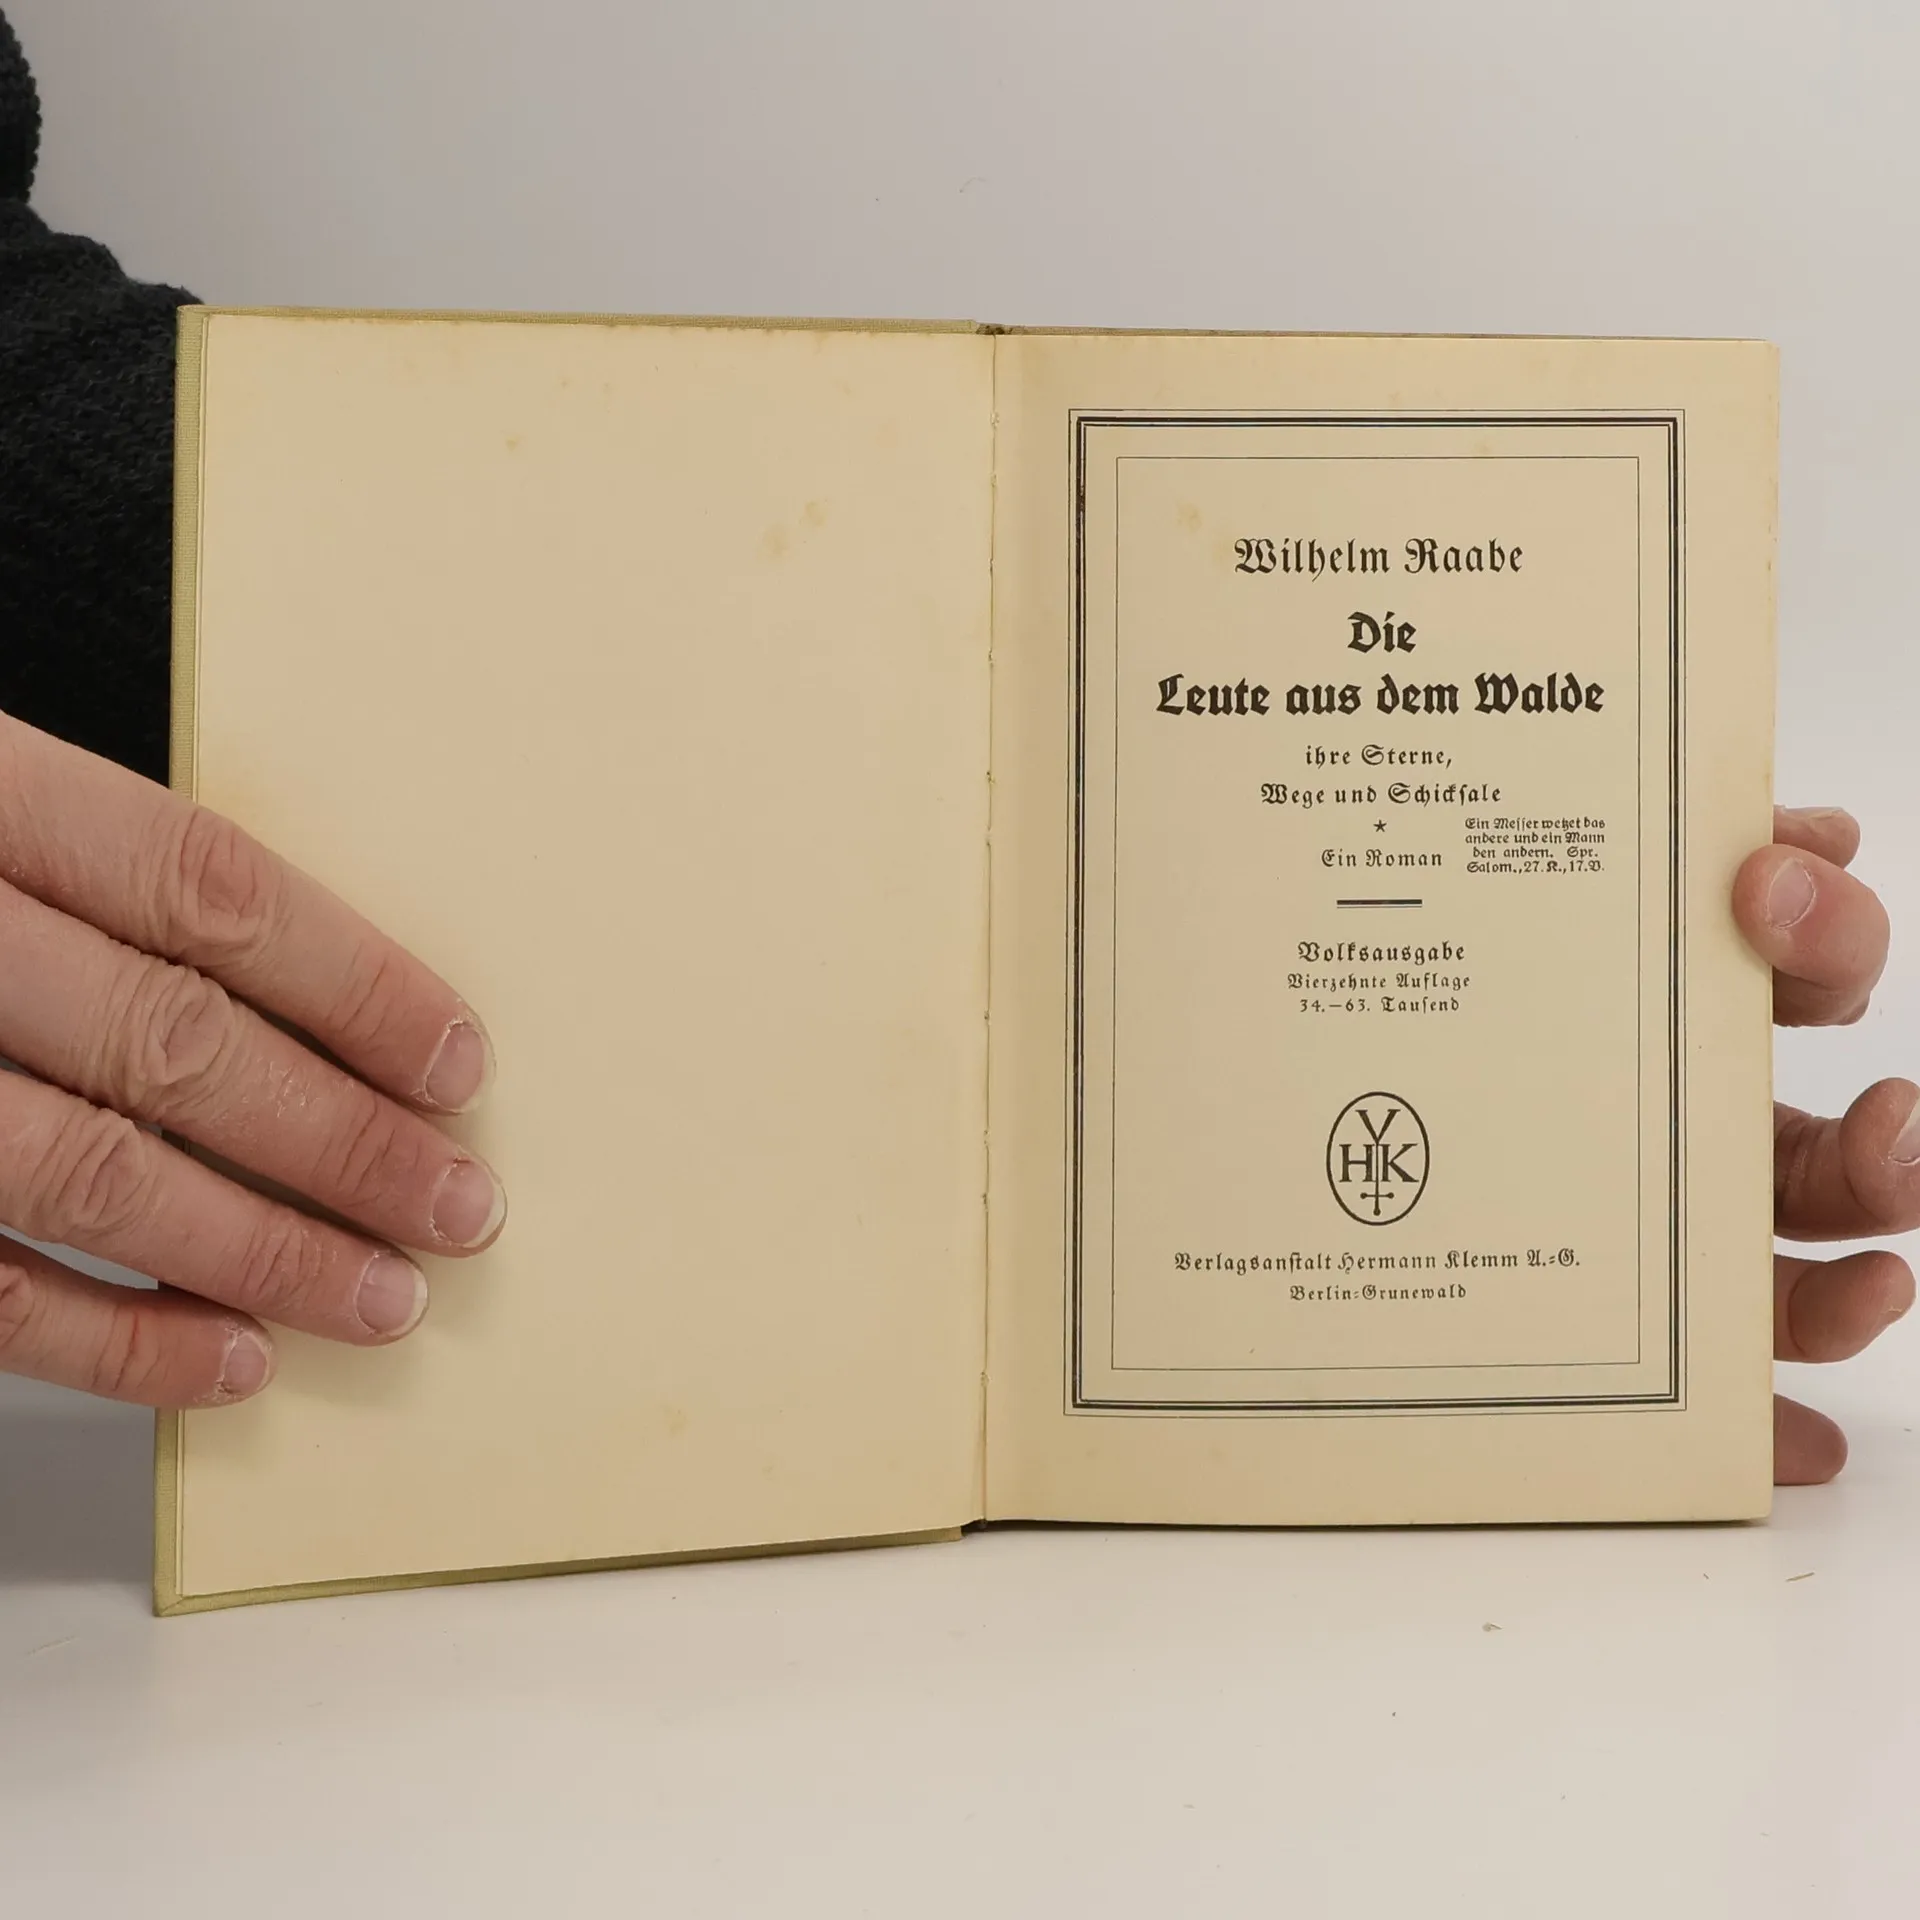 Wilhelm Raabe
Die
Leute aus dem Walde
ihre Sterne,
Wege und Schicksale
*
Ein Roman
Ein Messer wetzet das
andere und ein Mann
den andern. Spr.
Salom., 27. K., 17. V.
Volksausgabe
Vierzehnte Auflage
34.—63. Tausend
V
HK
Verlagsanstalt Hermann Klemm A.-G.
Berlin-Grunewald